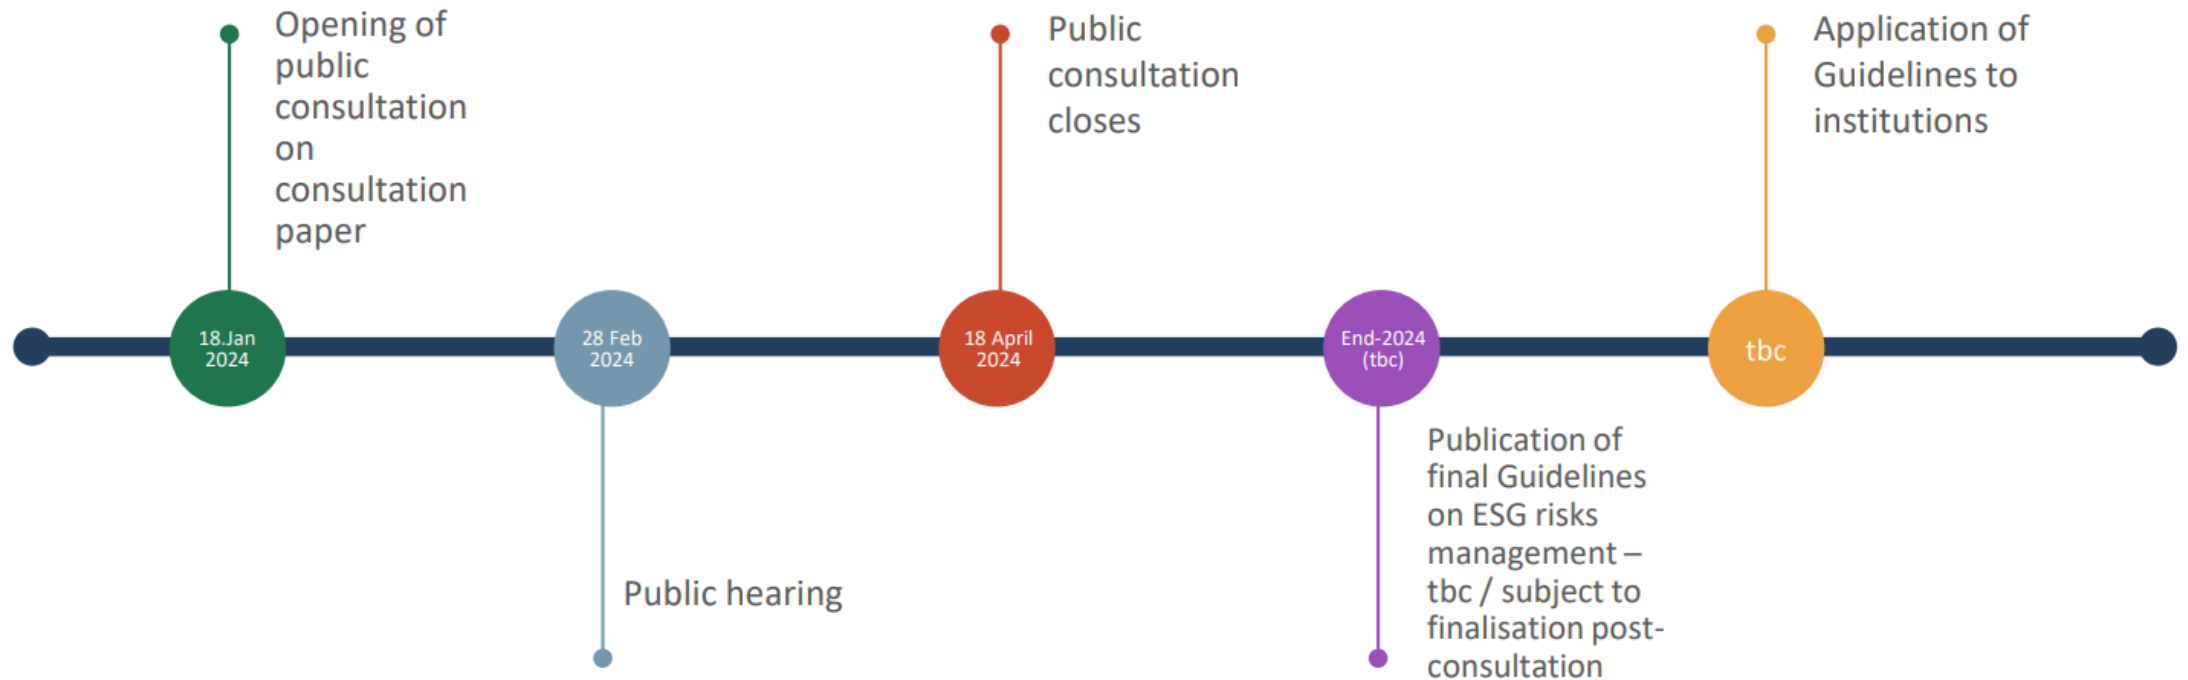 Opening of
public
consultation
on
consultation
paper
Public
consultation
closes
Application of
Guidelines to
institutions
18.Jan
2024
28 Feb
2024
18 April
2024
End-2024
(tbc)
tbc
Public hearing
Publication of
final Guidelines
on ESG risks
management –
tbc / subject to
finalisation post-
consultation